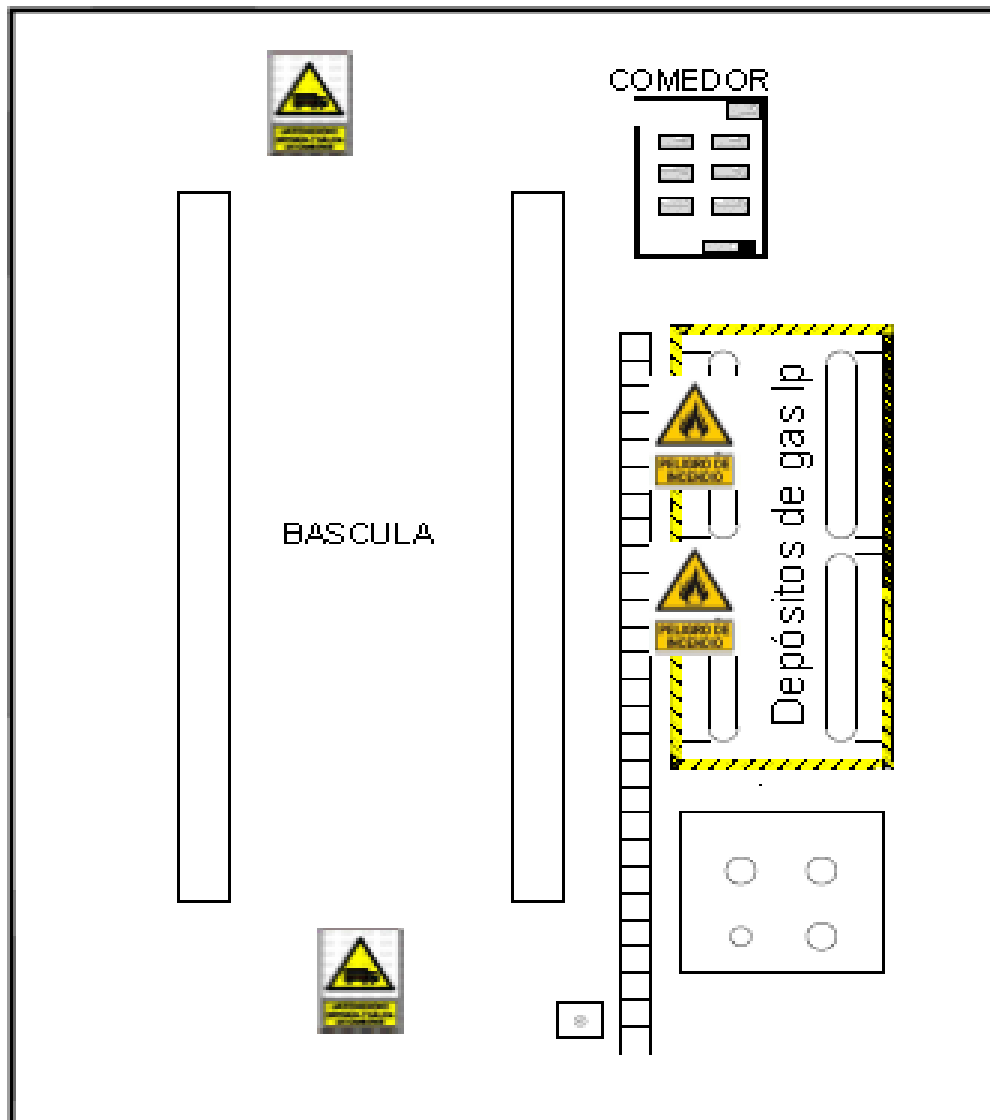 COMEDOR
BASCULA
Depósitos de gas lp
PELIGRO DE
INCENDIO
PELIGRO DE
INCENDIO